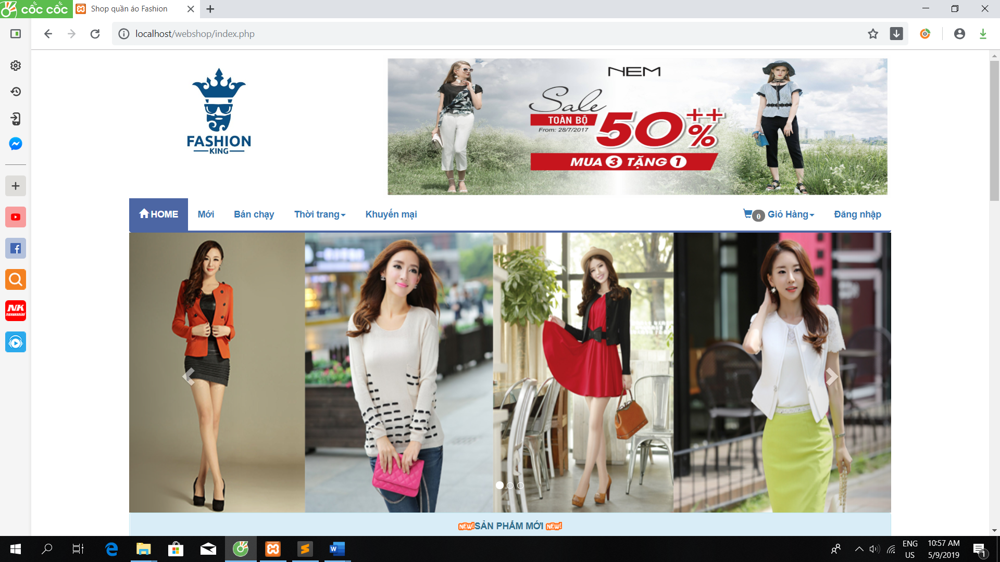 cốc cốc
Shop quần áo Fashion
localhost/webshop/index.php
FASHION
KING
NEM
Sale
TOÀN BỘ
From: 28/7/2017
50++%
MUA 3 TẶNG 1
HOME Mới Bán chạy Thời trang Khuyến mại 0 Giỏ Hàng Đăng nhập
NEW! SẢN PHẨM MỚI NEW!
NK
ENG
US
10:57 AM
5/9/2019
1